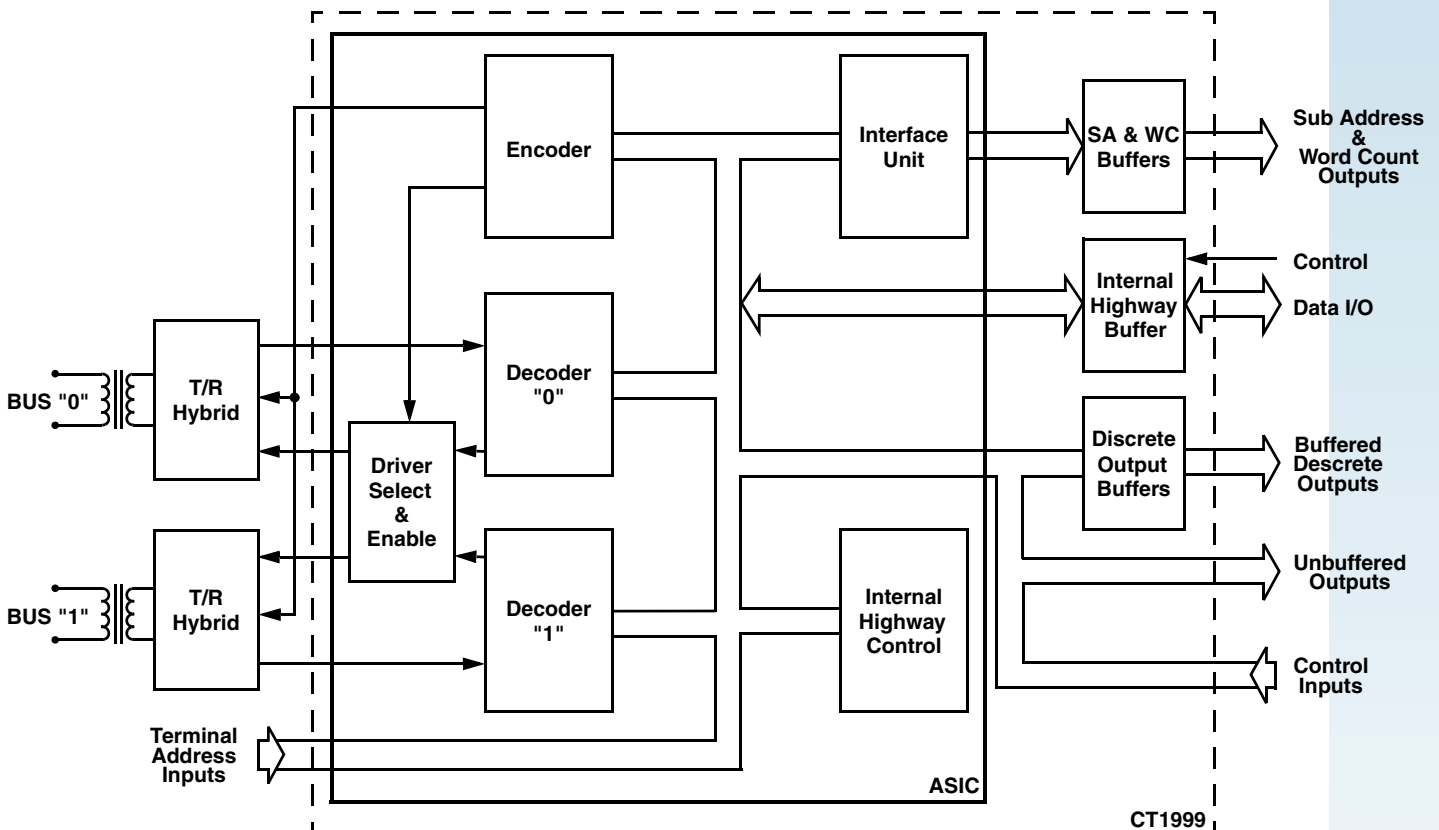 Encoder
Interface
Unit
SA & WC
Buffers
Sub Address
&
Word Count
Outputs
Control
Internal
Highway
Buffer
Data I/O
BUS "0"
T/R
Hybrid
Decoder
"0"
Driver
Select
&
Enable
Discrete
Output
Buffers
Buffered
Descrete
Outputs
BUS "1"
T/R
Hybrid
Decoder
"1"
Internal
Highway
Control
Unbuffered
Outputs
Control
Inputs
Terminal
Address
Inputs
ASIC
CT1999